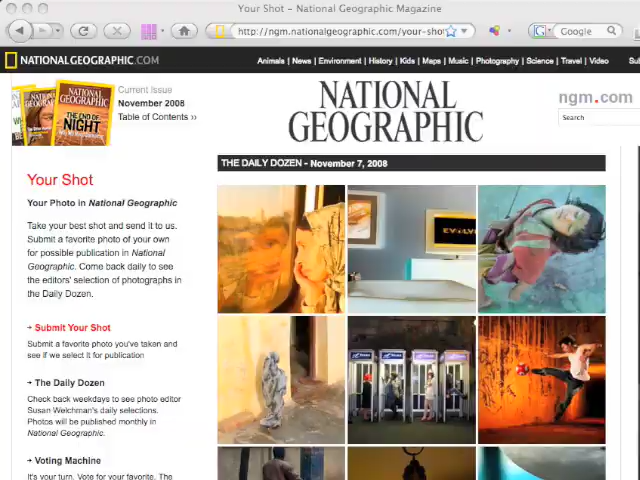 Your Shot – National Geographic Magazine
http://ngm.nationalgeographic.com/your-shot
Google
NATIONALGEOGRAPHIC.COM
Animals | News | Environment | History | Kids | Maps | Music | Photography | Science | Travel | Video
Current Issue
November 2008
Table of Contents ››
NATIONAL GEOGRAPHIC
THE END OF NIGHT
NATIONAL
GEOGRAPHIC
ngm.com
Search
THE DAILY DOZEN - November 7, 2008
Your Shot
Your Photo in National Geographic
Take your best shot and send it to us.
Submit a favorite photo of your own
for possible publication in National
Geographic. Come back daily to see
the editors' selection of photographs in
the Daily Dozen.
→ Submit Your Shot
Submit a favorite photo you've taken and
see if we select it for publication
→ The Daily Dozen
Check back weekdays to see photo editor
Susan Welchman's daily selections.
Photos will be published monthly in
National Geographic.
→ Voting Machine
It's your turn. Vote for your favorite. The